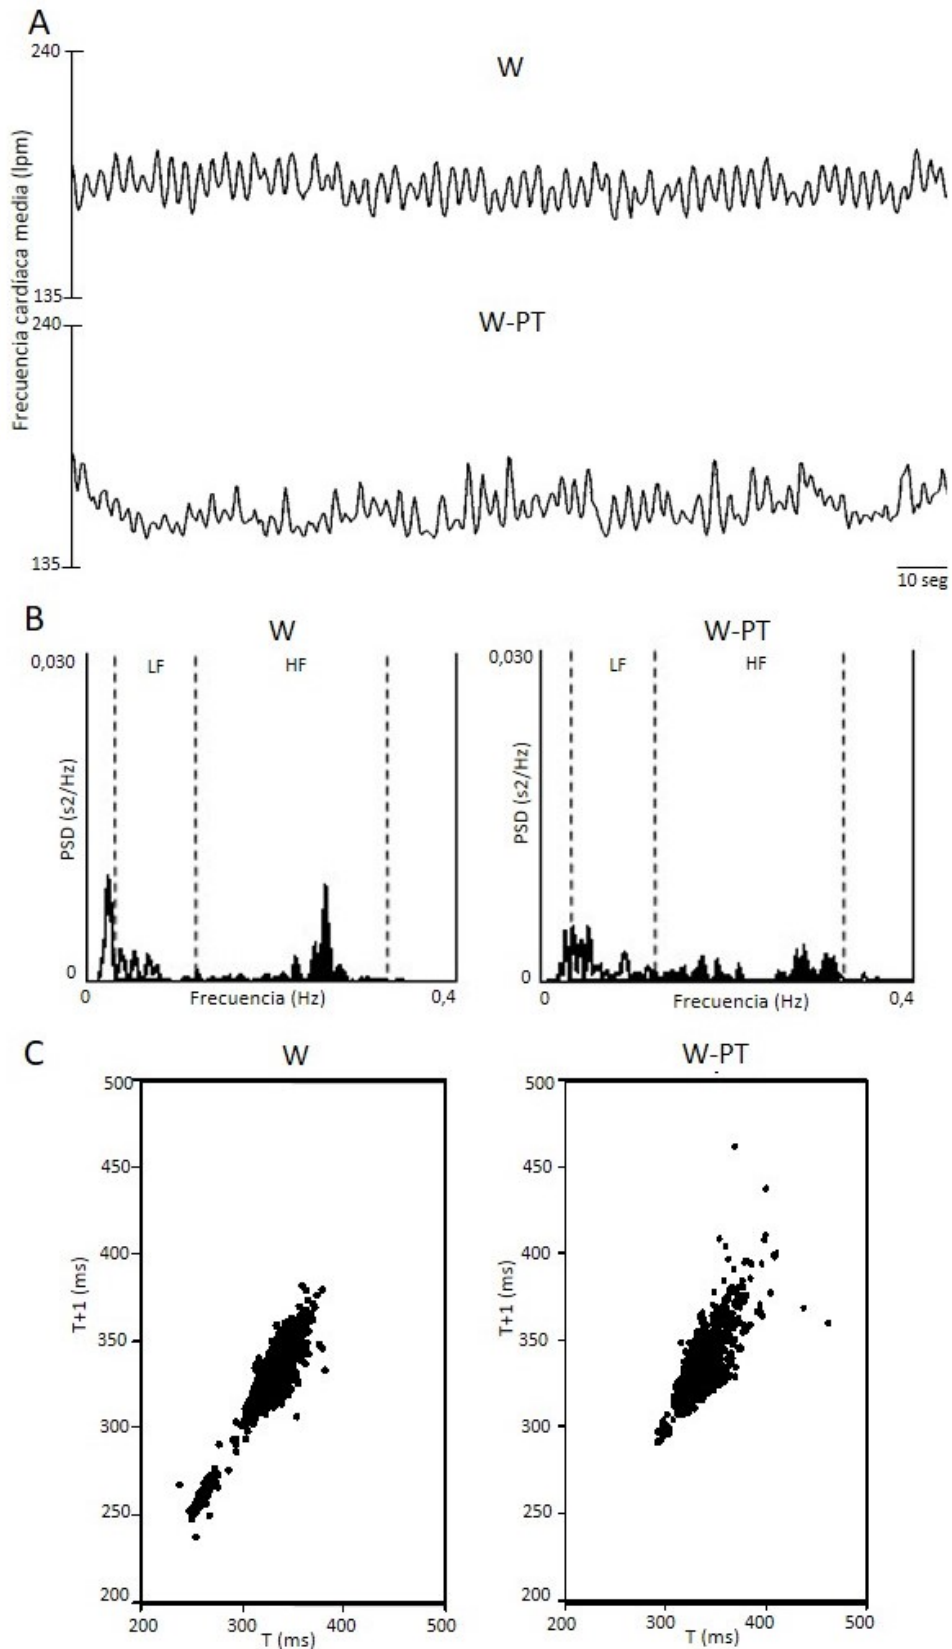 A
240
W
Frecuencia cardíaca media (lpm)
135
240
W-PT
135
10 seg
B
W
W-PT
0,030
LF
HF
PSD (s2/Hz)
0
0
Frecuencia (Hz)
0,4
0,030
LF
HF
PSD (s2/Hz)
0
0
Frecuencia (Hz)
0,4
C
W
W-PT
500
450
400
350
300
250
200
T+1 (ms)
200
300
400
500
T (ms)
500
450
400
350
300
250
200
T+1 (ms)
200
300
400
500
T (ms)